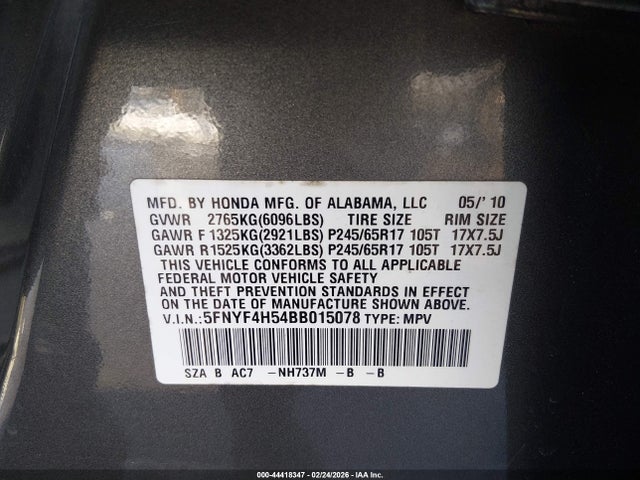 MFD. BY HONDA MFG. OF ALABAMA, LLC 05/'10
GVWR 2765KG(6096LBS) TIRE SIZE RIM SIZE
GAWR F 1325KG(2921LBS) P245/65R17 105T 17X7.5J
GAWR R1525KG(3362LBS) P245/65R17 105T 17X7.5J
THIS VEHICLE CONFORMS TO ALL APPLICABLE
FEDERAL MOTOR VEHICLE SAFETY
AND THEFT PREVENTION STANDARDS IN EFFECT
ON THE DATE OF MANUFACTURE SHOWN ABOVE.
V.I.N.:5FNYF4H54BB015078 TYPE: MPV
SZA B AC7 -NH737M -B -B
000-44418347 - 02/24/2026 - IAA Inc.